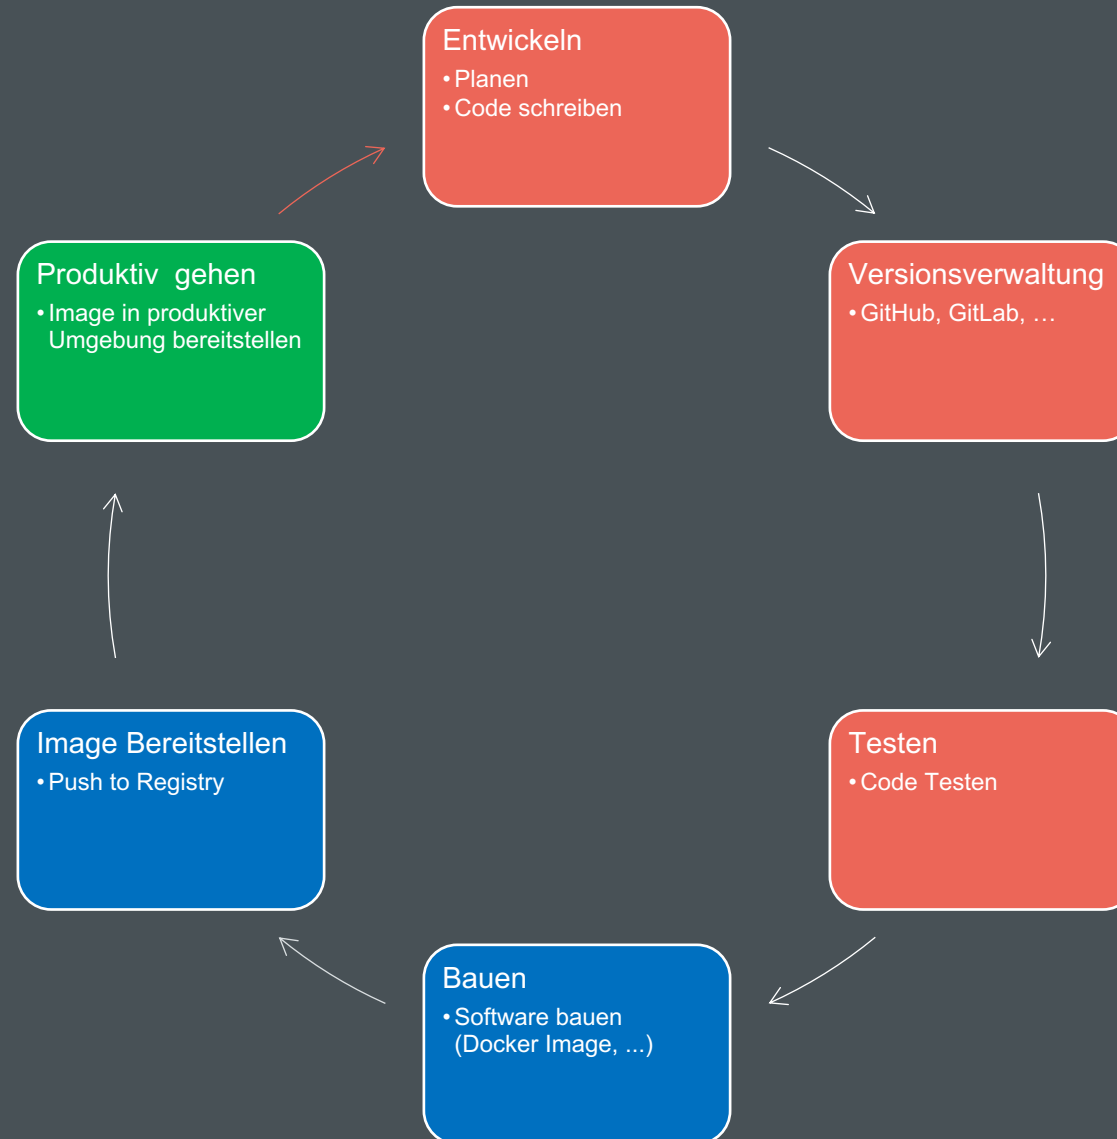 Entwickeln
• Planen
• Code schreiben
Versionsverwaltung
• GitHub, GitLab, …
Testen
• Code Testen
Bauen
• Software bauen
(Docker Image, ...)
Image Bereitstellen
• Push to Registry
Produktiv  gehen
• Image in produktiver
Umgebung bereitstellen